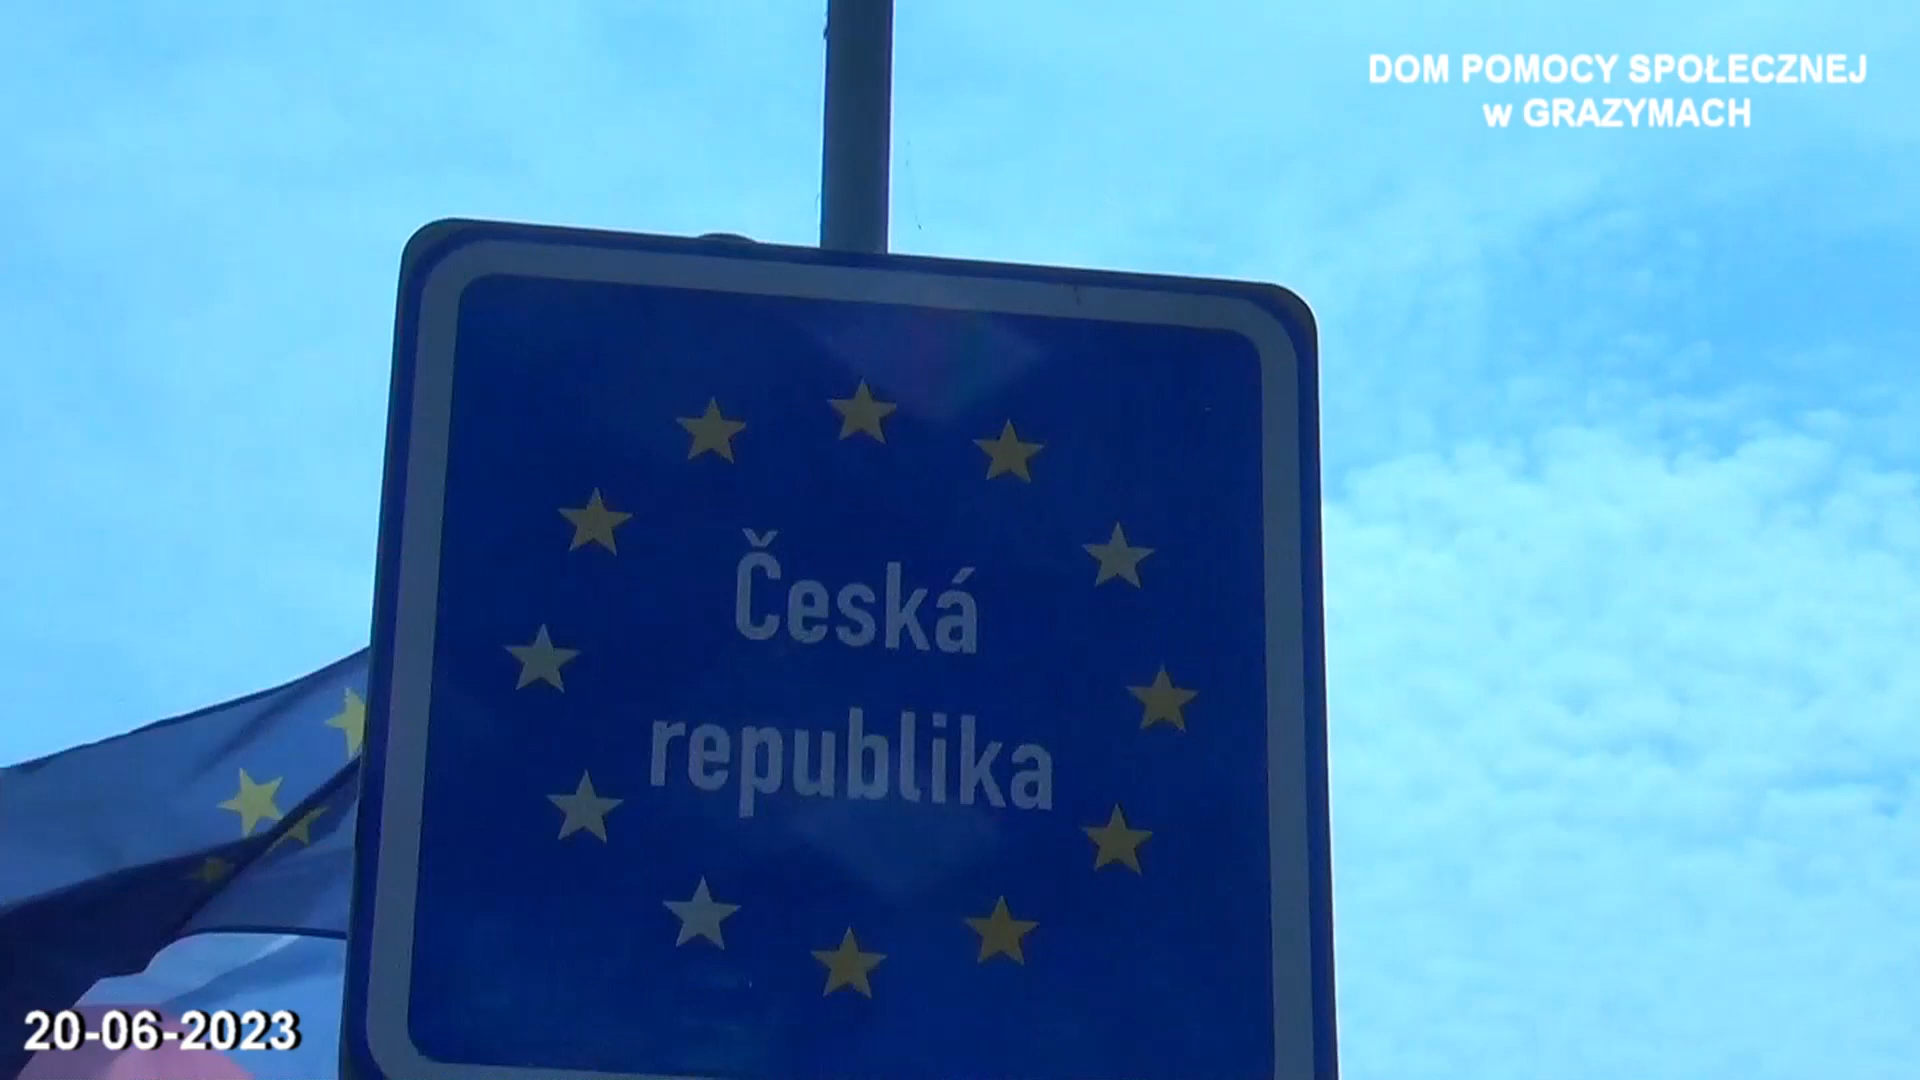 DOM POMOCY SPOŁECZNEJ
w GRAZYMACH
Česká
republika
20-06-2023